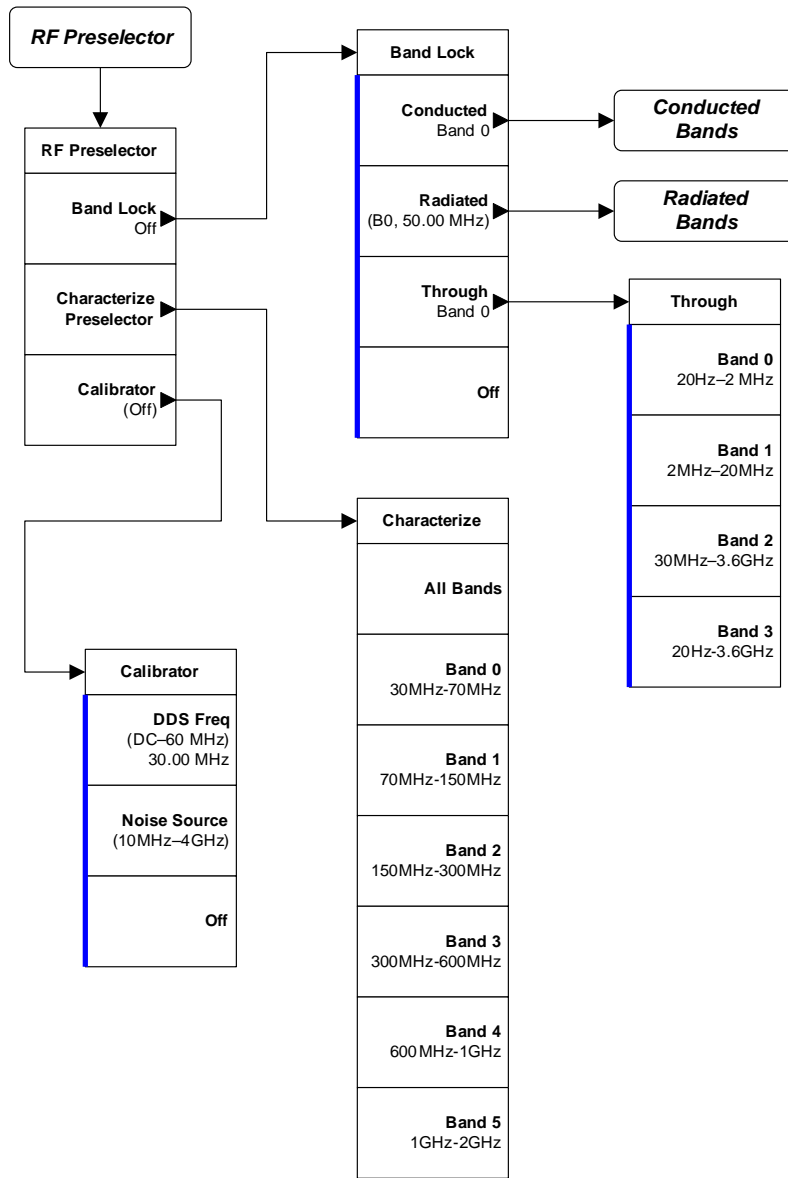 RF Preselector
RF Preselector
Band Lock
Off
Characterize
Preselector
Calibrator
(Off)
Band Lock
Conducted
Band 0
Radiated
(B0, 50.00 MHz)
Through
Band 0
Off
Conducted
Bands
Radiated
Bands
Through
Band 0
20Hz–2 MHz
Band 1
2MHz–20MHz
Band 2
30MHz–3.6GHz
Band 3
20Hz-3.6GHz
Characterize
All Bands
Band 0
30MHz-70MHz
Band 1
70MHz-150MHz
Band 2
150MHz-300MHz
Band 3
300MHz-600MHz
Band 4
600MHz-1GHz
Band 5
1GHz-2GHz
Calibrator
DDS Freq
(DC–60 MHz)
30.00 MHz
Noise Source
(10MHz–4GHz)
Off